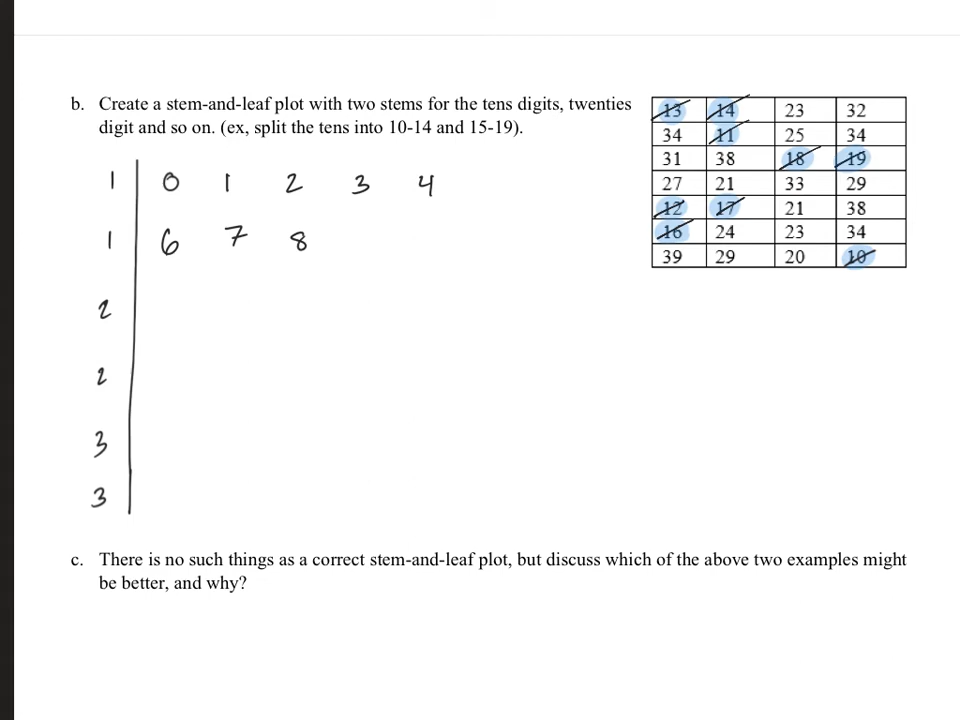 b. Create a stem-and-leaf plot with two stems for the tens digits, twenties
digit and so on. (ex, split the tens into 10-14 and 15-19).
13 14 23 32
34 11 25 34
31 38 18 19
27 21 33 29
12 17 21 38
16 24 23 34
39 29 20 10
1 0 1 2 3 4
1 6 7 8
2
2
3
3
c. There is no such things as a correct stem-and-leaf plot, but discuss which of the above two examples might
be better, and why?